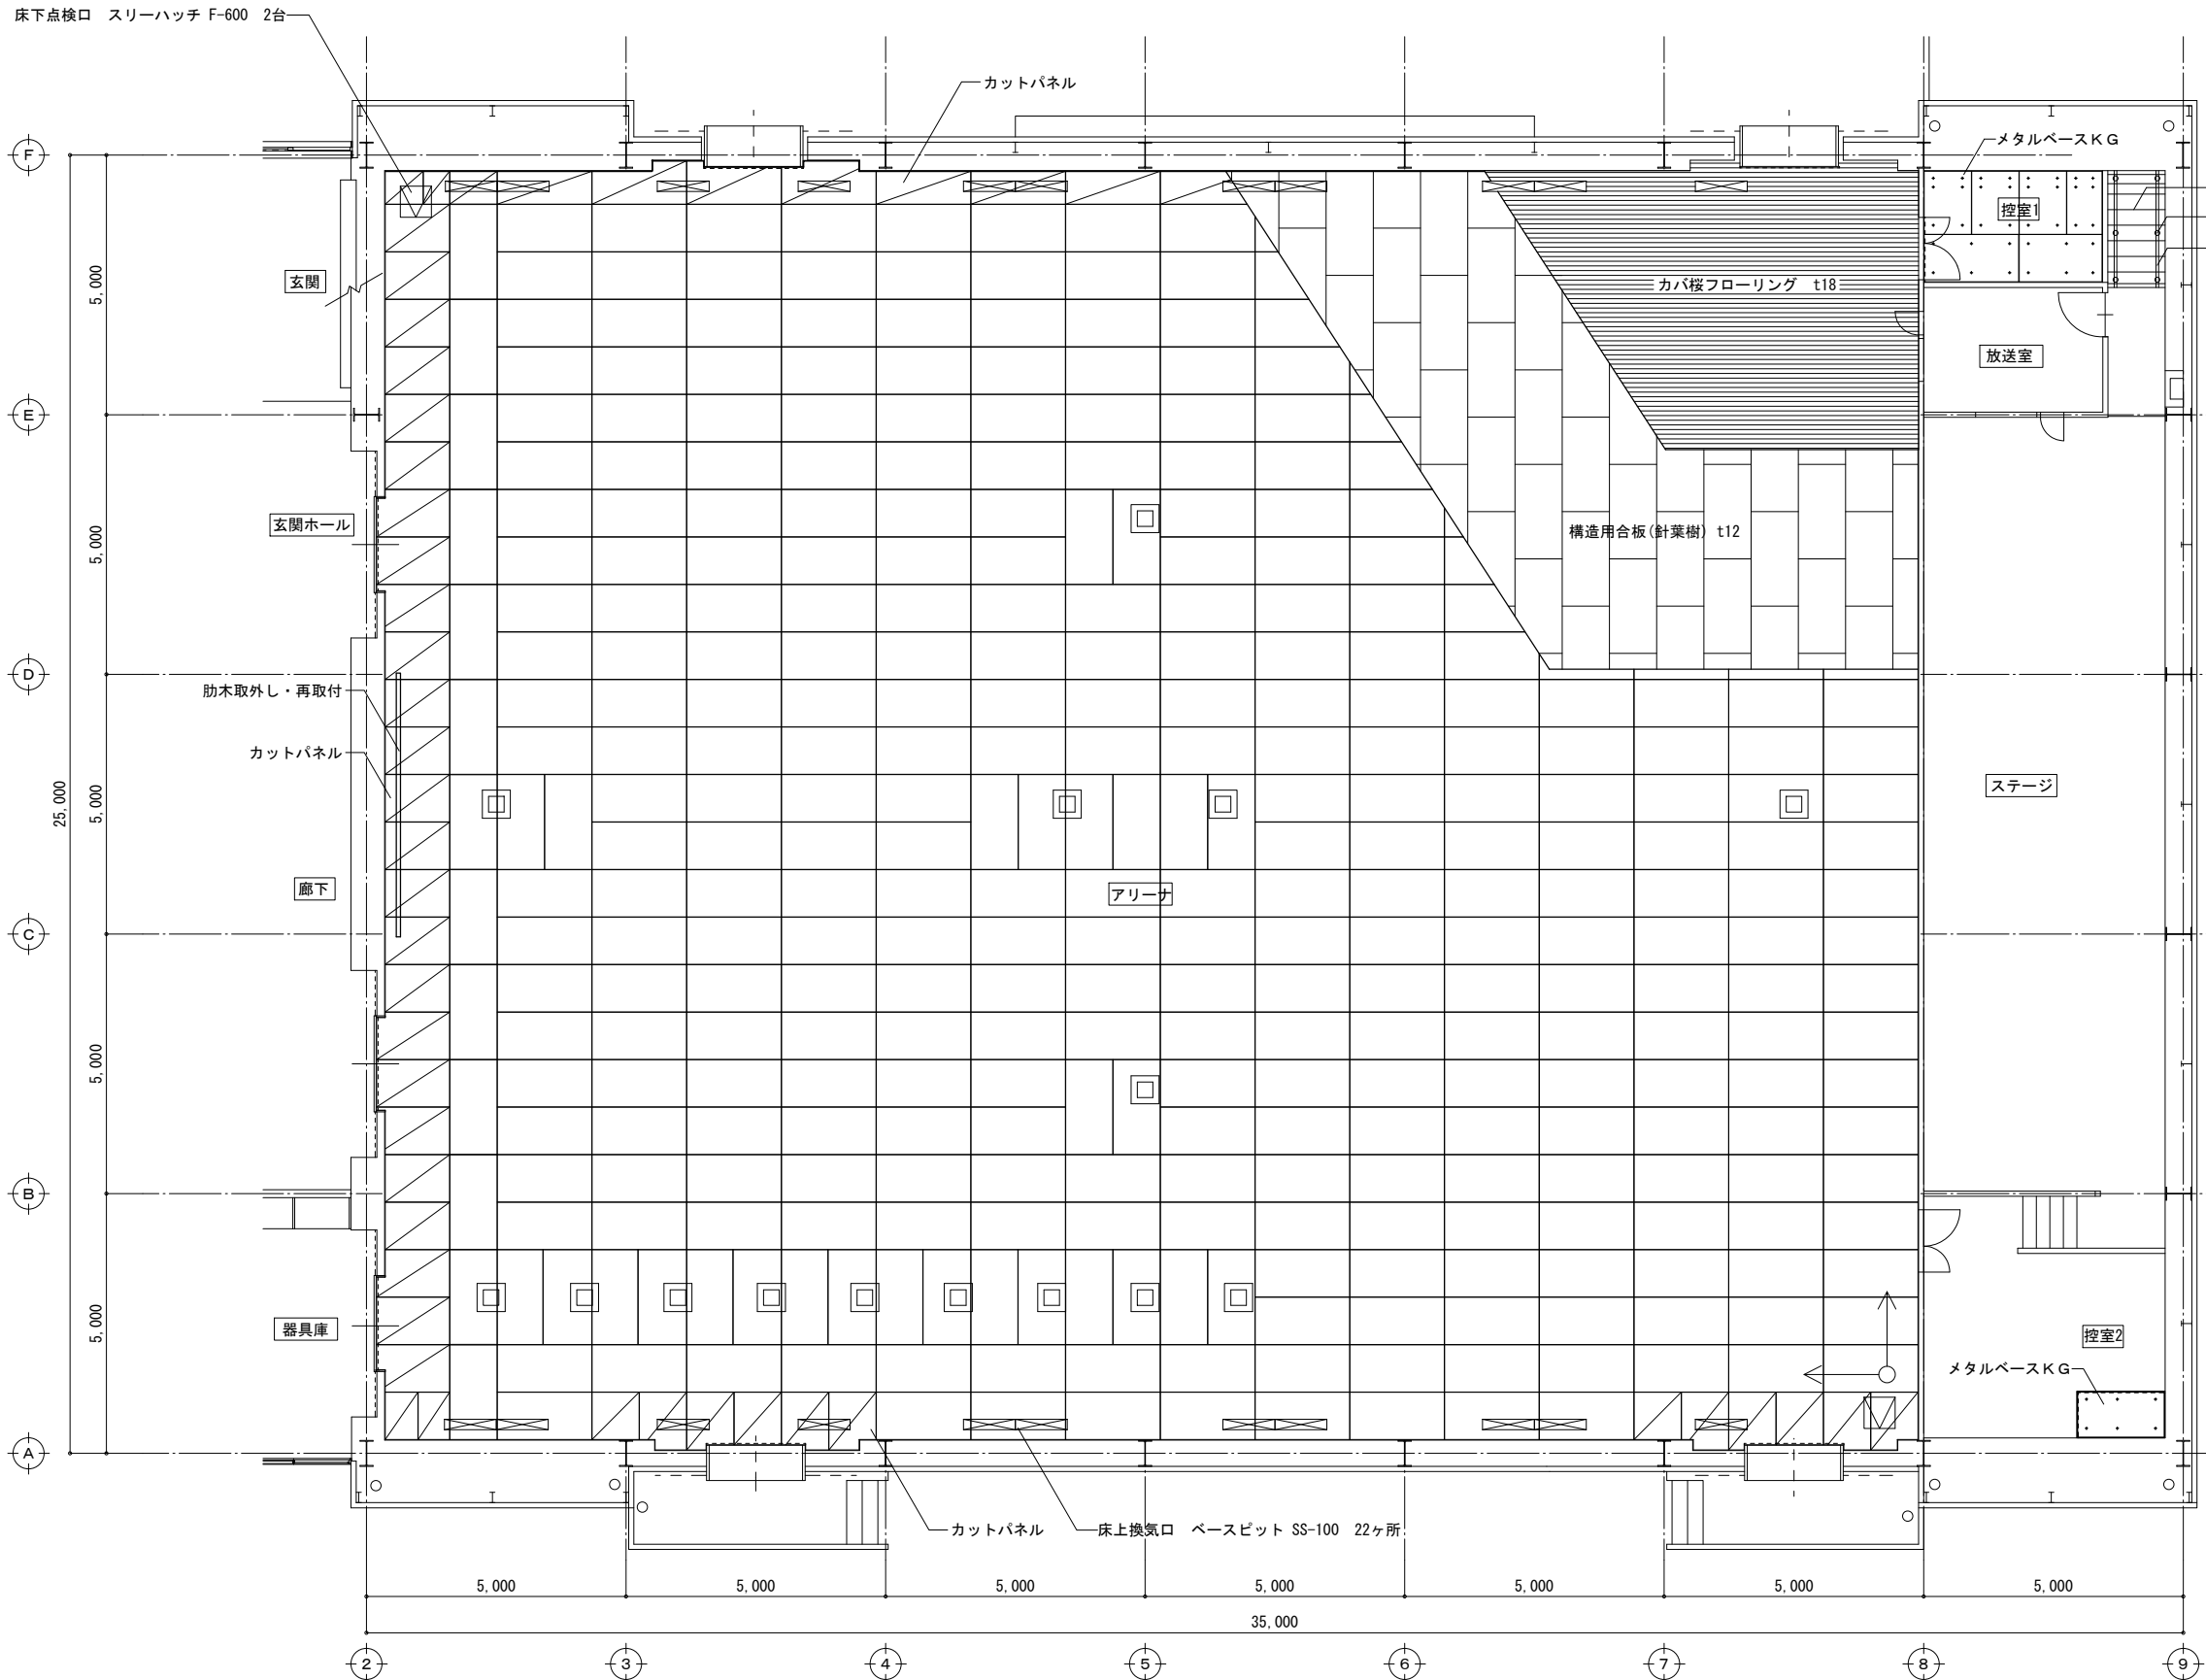 床下点検口　スリーハッチ F-600　2台
カットパネル
F
メタルベースKG
控室1
玄関
5,000
カバ桜フローリング　t18
放送室
E
玄関ホール
5,000
構造用合板(針葉樹) t12
D
肋木取外し・再取付
カットパネル
25,000
5,000
ステージ
廊下
アリーナ
C
5,000
B
5,000
器具庫
控室2
メタルベースKG
A
カットパネル
床上換気口　ベースピット SS-100　22ヶ所
5,000
5,000
5,000
5,000
5,000
5,000
5,000
35,000
2
3
4
5
6
7
8
9